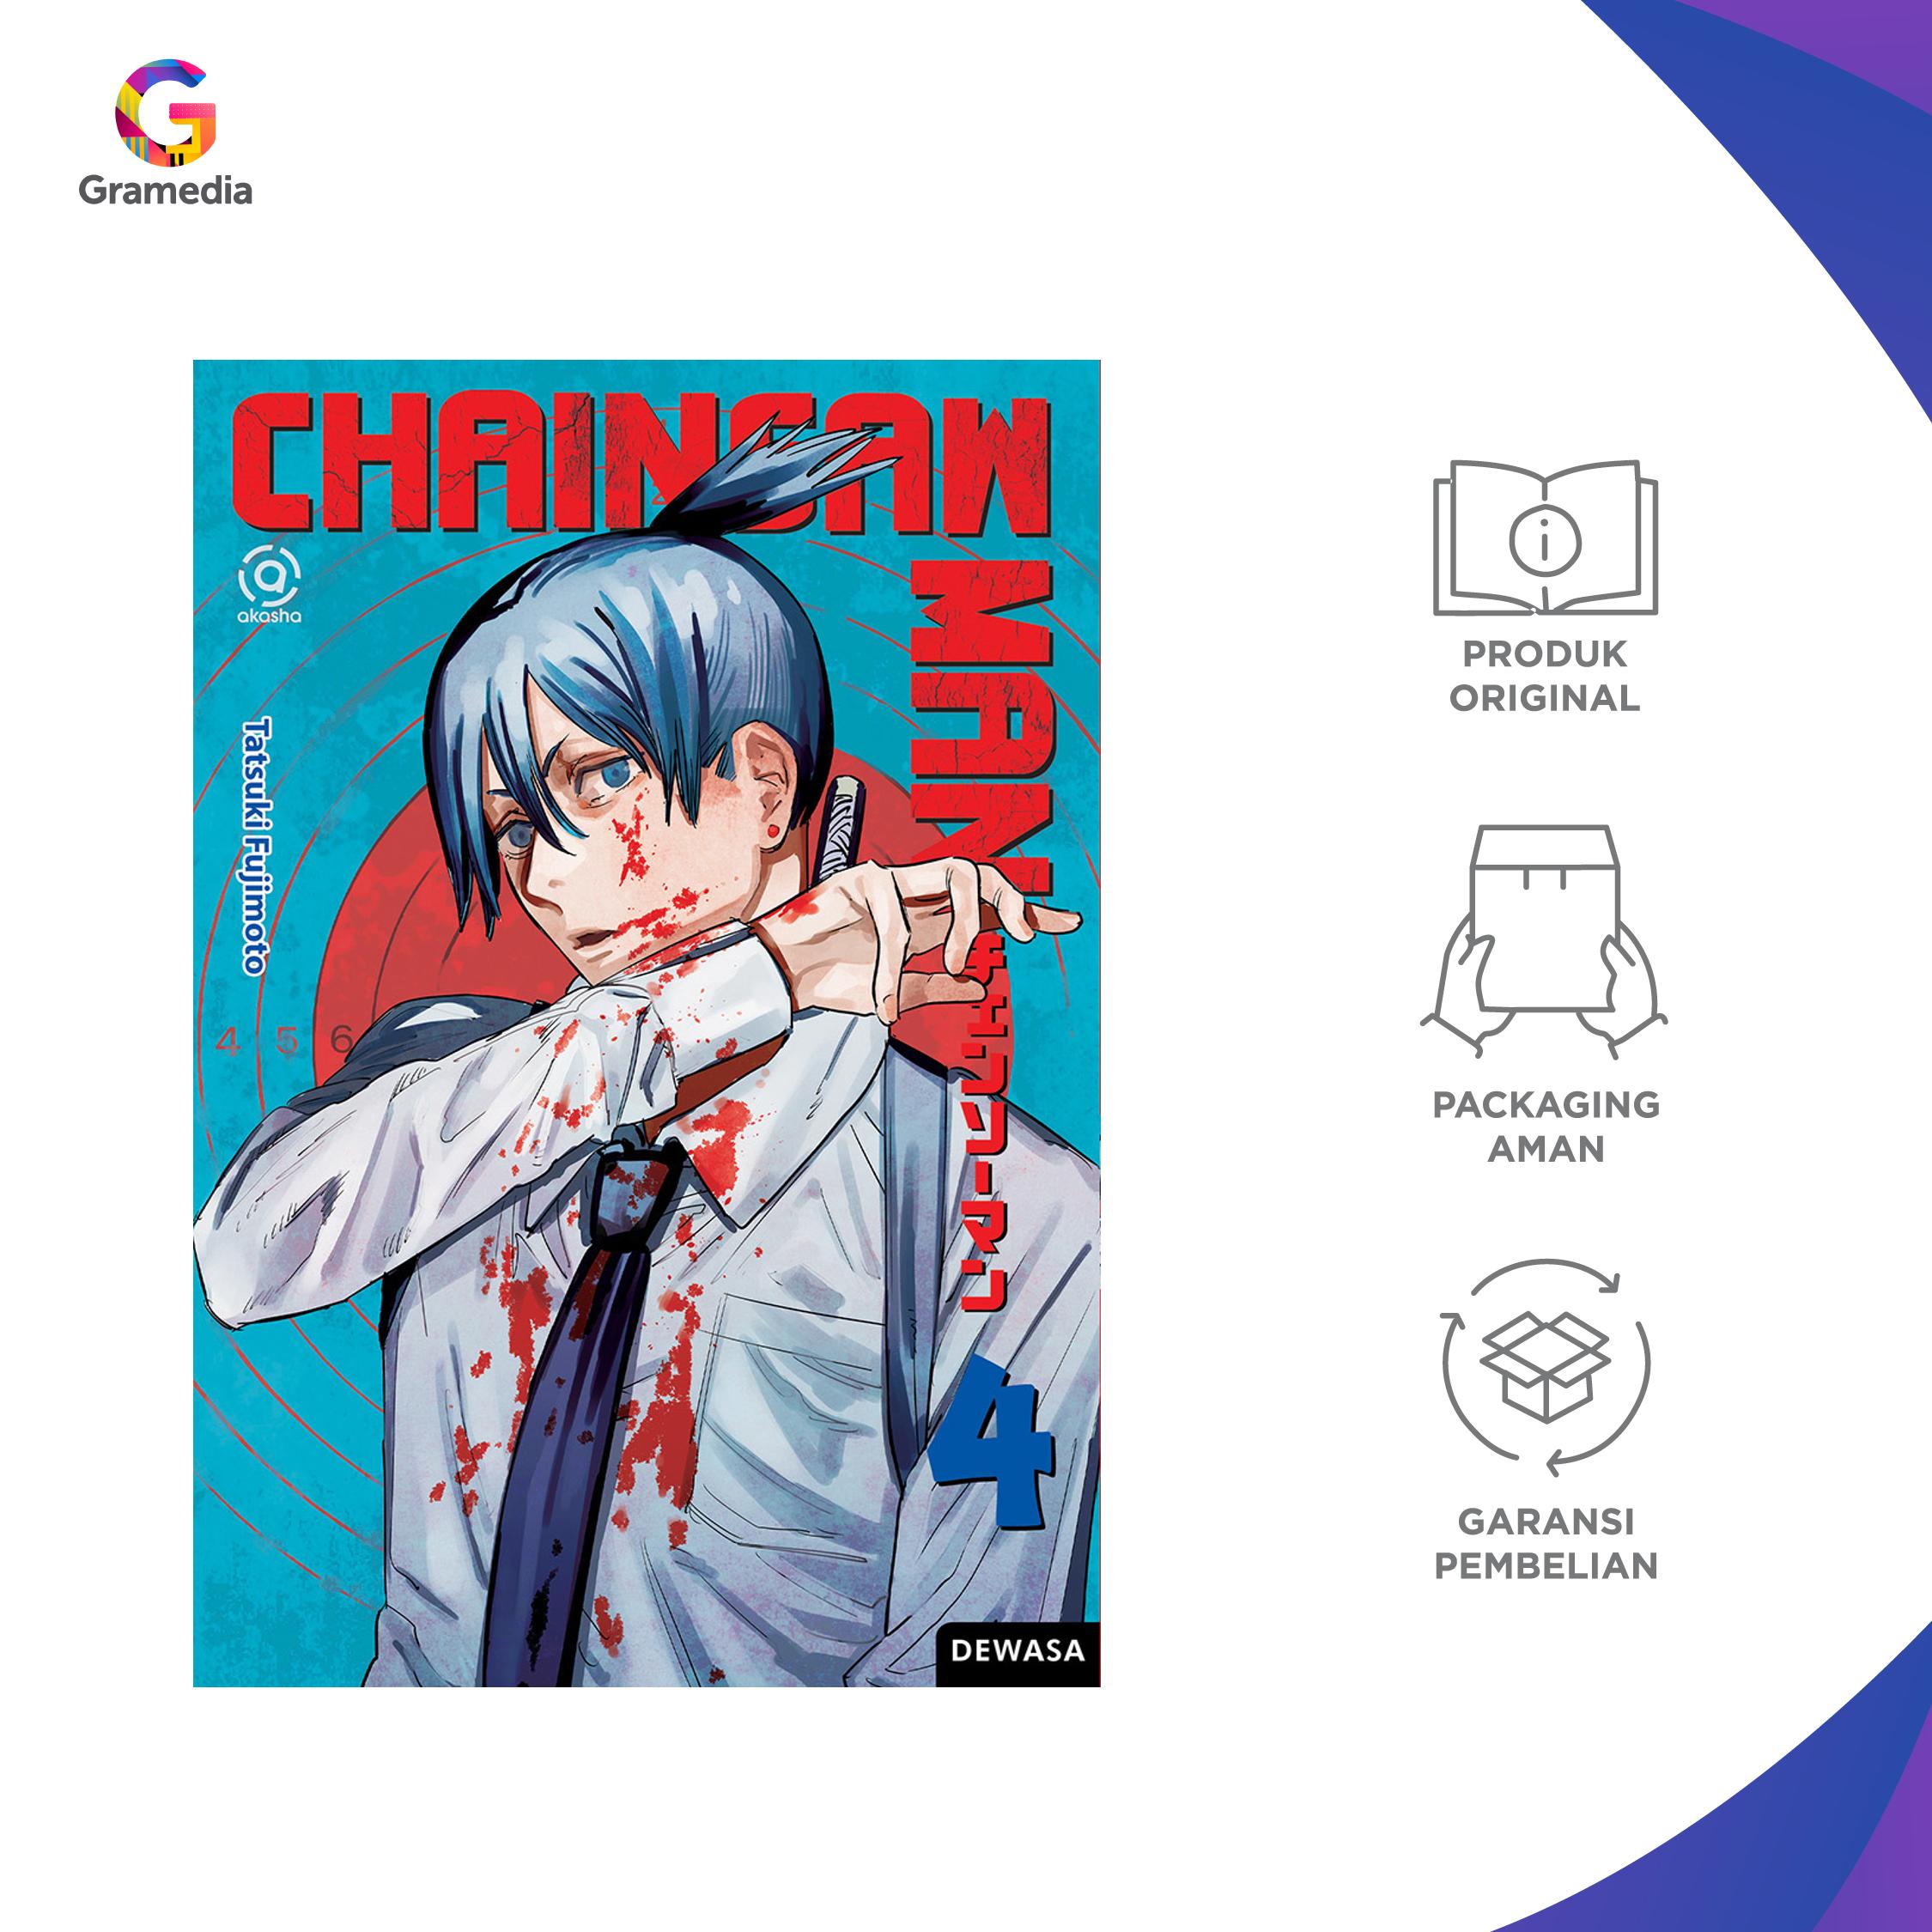 Gramedia
CHAINSAW
MAN
akasha
Tatsuki Fujimoto
チェンソーマン
4 5 6
4
DEWASA
PRODUK
ORIGINAL
PACKAGING
AMAN
GARANSI
PEMBELIAN